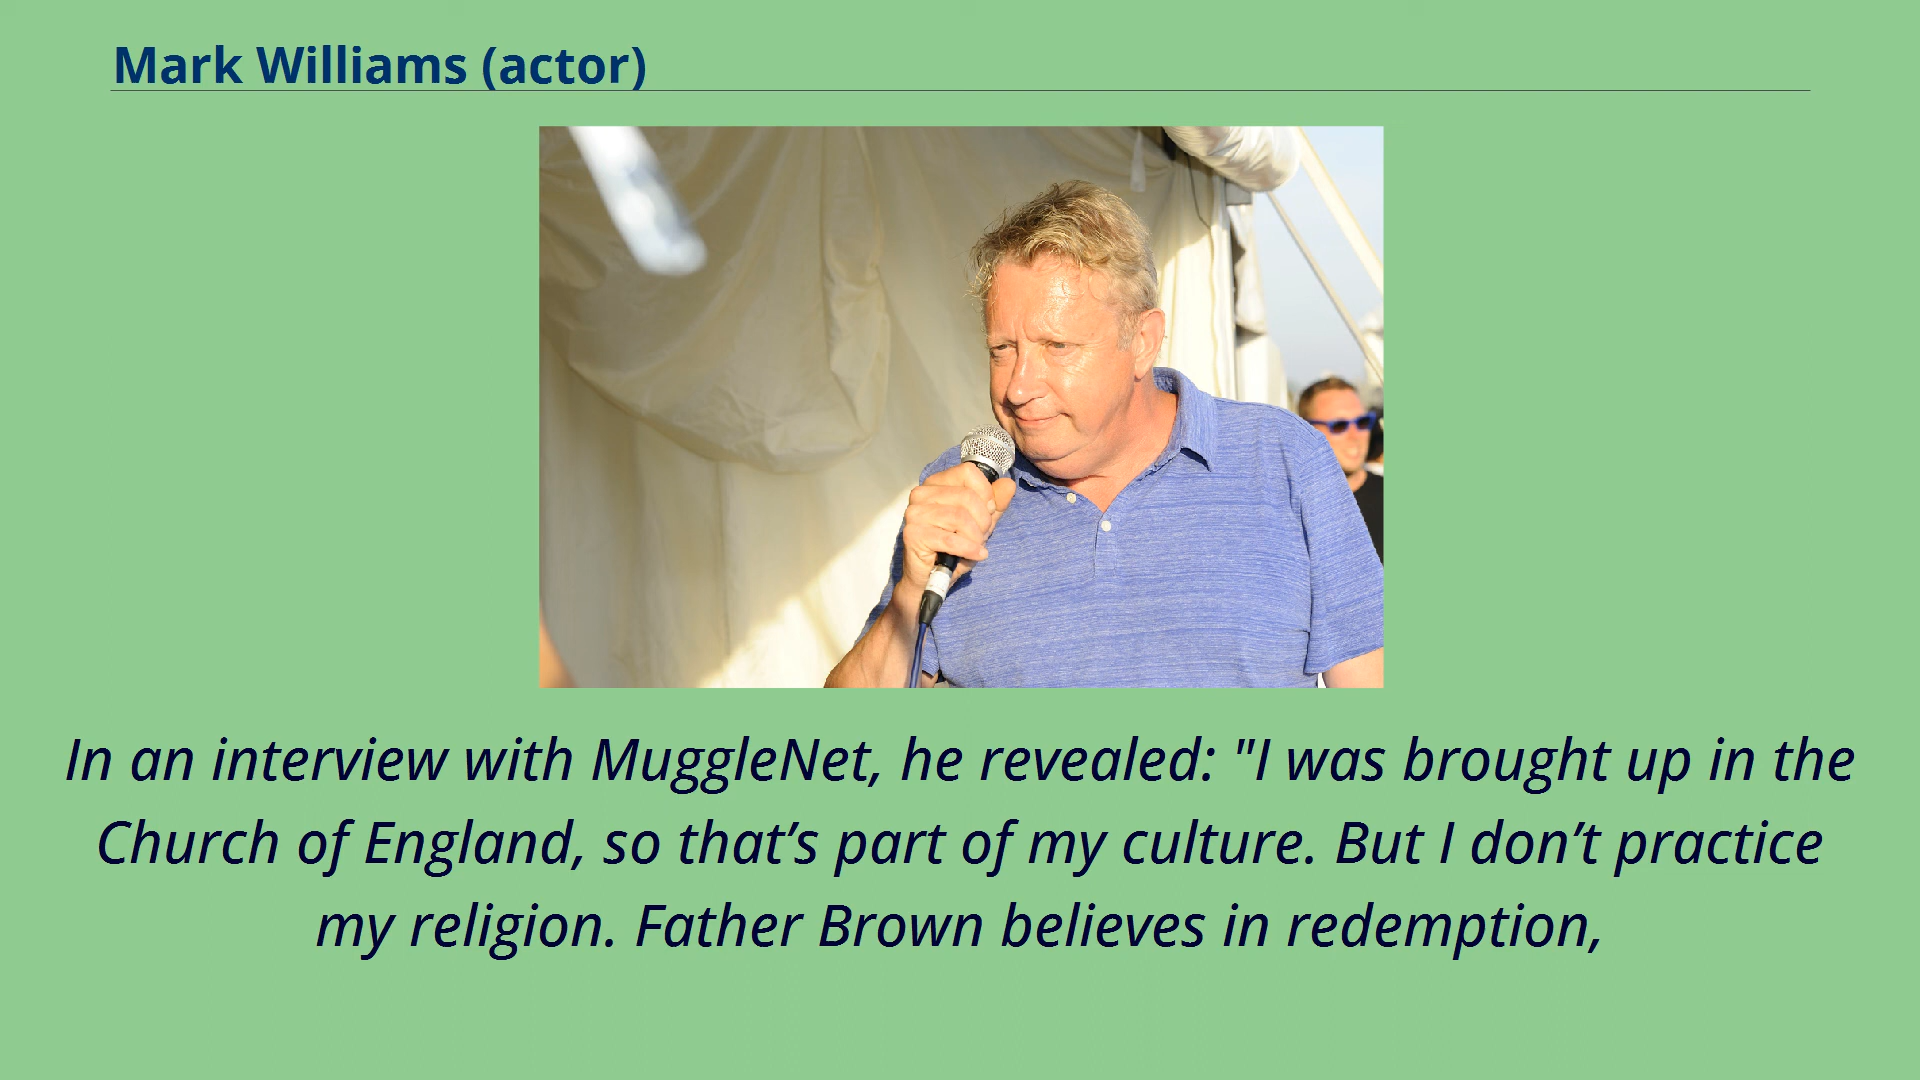 Mark Williams (actor)
In an interview with MuggleNet, he revealed: "I was brought up in the
Church of England, so that’s part of my culture. But I don’t practice
my religion. Father Brown believes in redemption,